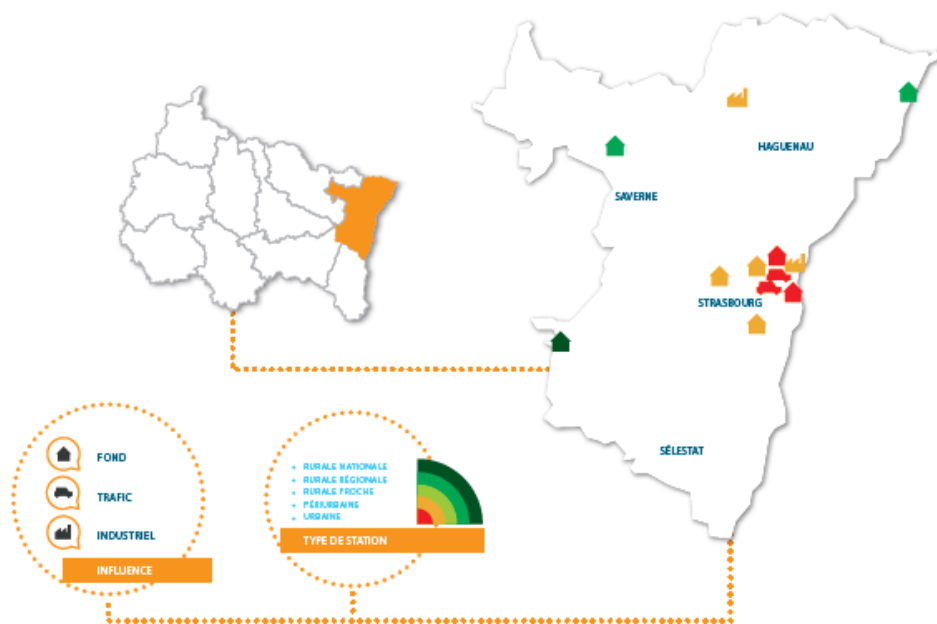 HAGUENAU
SAVERNE
STRASBOURG
SÉLESTAT
FOND
TRAFIC
INDUSTRIEL
INFLUENCE
+ RURALE NATIONALE
+ RURALE RÉGIONALE
+ RURALE PROCHE
+ PÉRIURBAINE
+ URBAINE
TYPE DE STATION